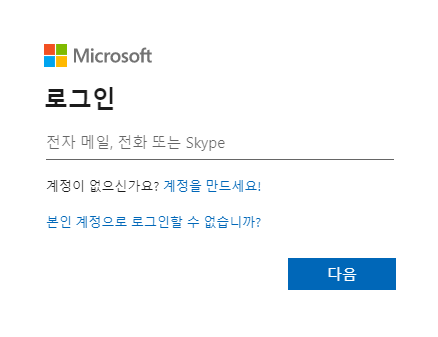 Microsoft
로그인
전자 메일, 전화 또는 Skype
계정이 없으신가요? 계정을 만드세요!
본인 계정으로 로그인할 수 없습니까?
다음